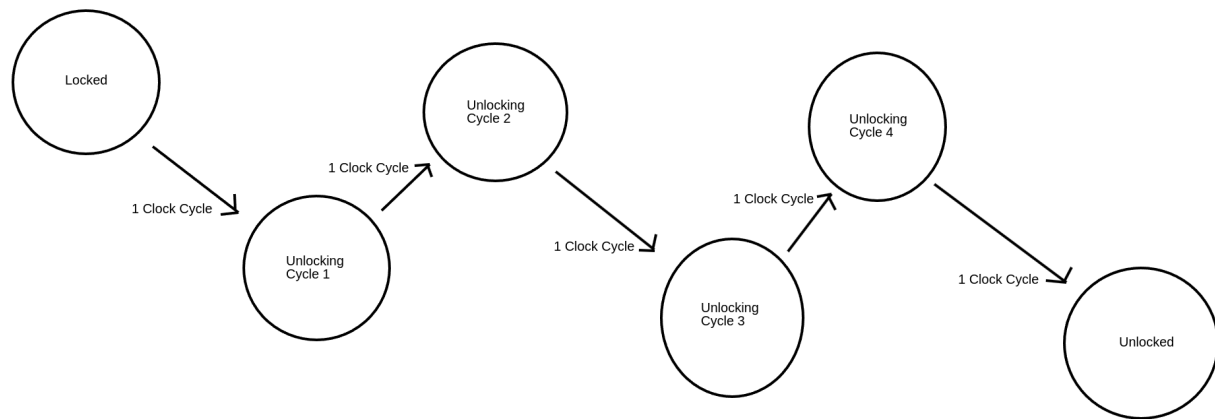 Locked
1 Clock Cycle
Unlocking
Cycle 1
1 Clock Cycle
Unlocking
Cycle 2
1 Clock Cycle
Unlocking
Cycle 3
1 Clock Cycle
Unlocking
Cycle 4
1 Clock Cycle
Unlocked